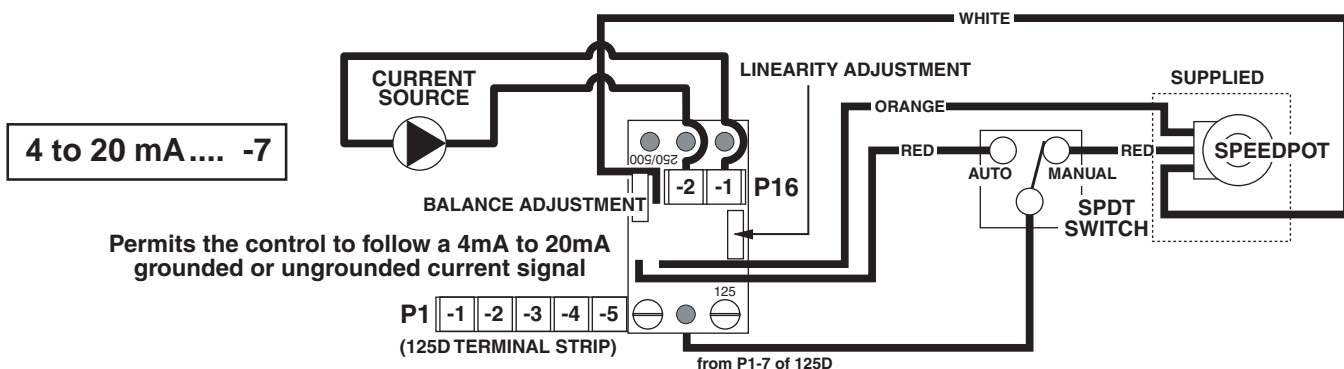 WHITE
CURRENT
SOURCE
LINEARITY ADJUSTMENT
SUPPLIED
ORANGE
4 to 20 mA.... -7
250/500
RED
RED
SPEEDPOT
AUTO
MANUAL
-2 -1 P16
BALANCE ADJUSTMENT
SPDT
SWITCH
Permits the control to follow a 4mA to 20mA
grounded or ungrounded current signal
125
P1 -1 -2 -3 -4 -5
(125D TERMINAL STRIP)
from P1-7 of 125D